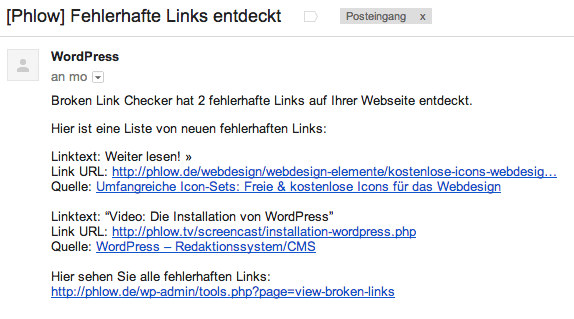 [Phlow] Fehlerhafte Links entdeckt
Posteingang x
WordPress
an mo
Broken Link Checker hat 2 fehlerhafte Links auf Ihrer Webseite entdeckt.
Hier ist eine Liste von neuen fehlerhaften Links:
Linktext: Weiter lesen! »
Link URL: http://phlow.de/webdesign/webdesign-elemente/kostenlose-icons-webdesig…
Quelle: Umfangreiche Icon-Sets: Freie & kostenlose Icons für das Webdesign
Linktext: “Video: Die Installation von WordPress”
Link URL: http://phlow.tv/screencast/installation-wordpress.php
Quelle: WordPress – Redaktionssystem/CMS
Hier sehen Sie alle fehlerhaften Links:
http://phlow.de/wp-admin/tools.php?page=view-broken-links